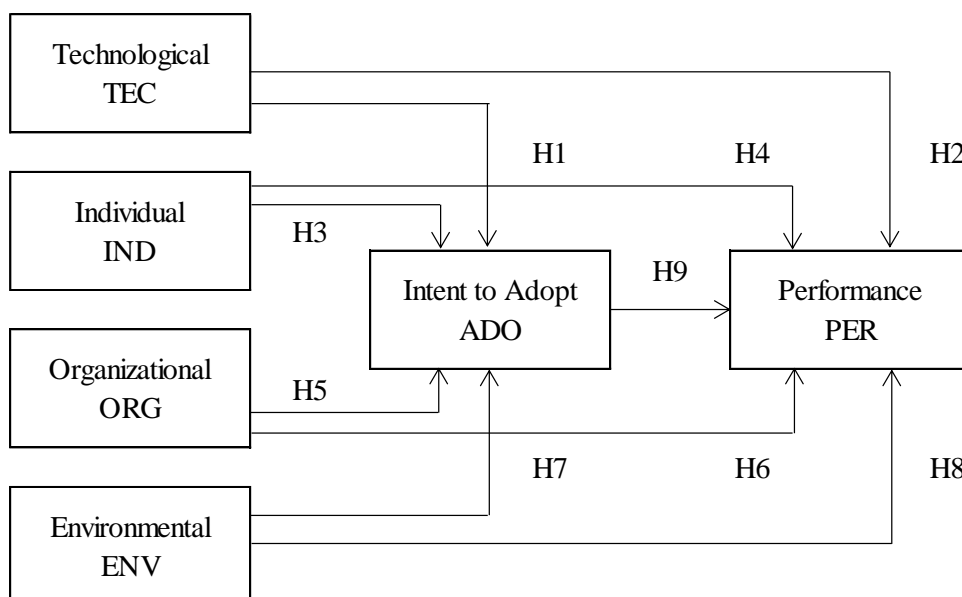 Technological
TEC
H1
H4
H2
Individual
IND
H3
Intent to Adopt
ADO
H9
Performance
PER
Organizational
ORG
H5
H7
H6
H8
Environmental
ENV